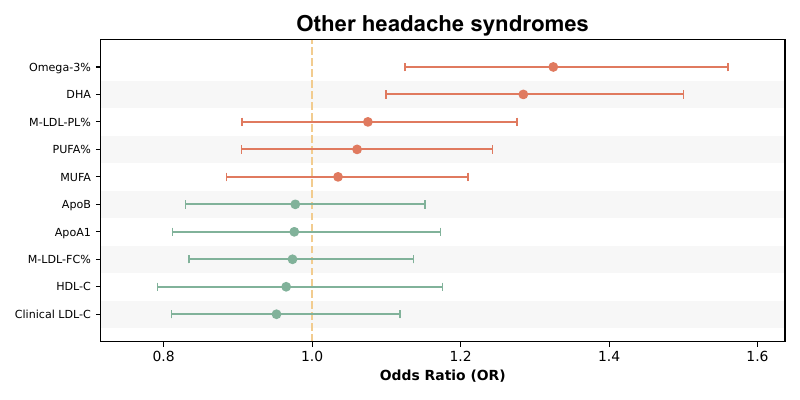 Other headache syndromes
Omega-3%
DHA
M-LDL-PL%
PUFA%
MUFA
ApoB
ApoA1
M-LDL-FC%
HDL-C
Clinical LDL-C
0.8 1.0 1.2 1.4 1.6
Odds Ratio (OR)